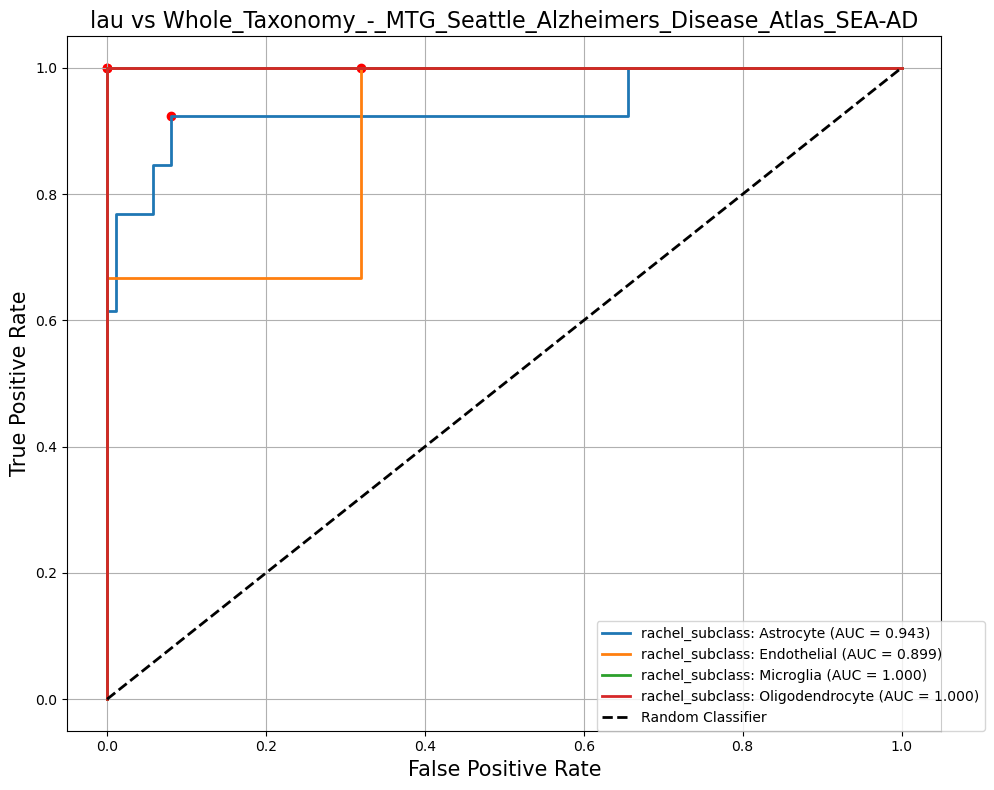 lau vs Whole_Taxonomy_-_MTG_Seattle_Alzheimers_Disease_Atlas_SEA-AD
True Positive Rate
1.0
0.8
0.6
0.4
0.2
0.0
0.0 0.2 0.4 0.6 0.8 1.0
False Positive Rate
rachel_subclass: Astrocyte (AUC = 0.943)
rachel_subclass: Endothelial (AUC = 0.899)
rachel_subclass: Microglia (AUC = 1.000)
rachel_subclass: Oligodendrocyte (AUC = 1.000)
Random Classifier